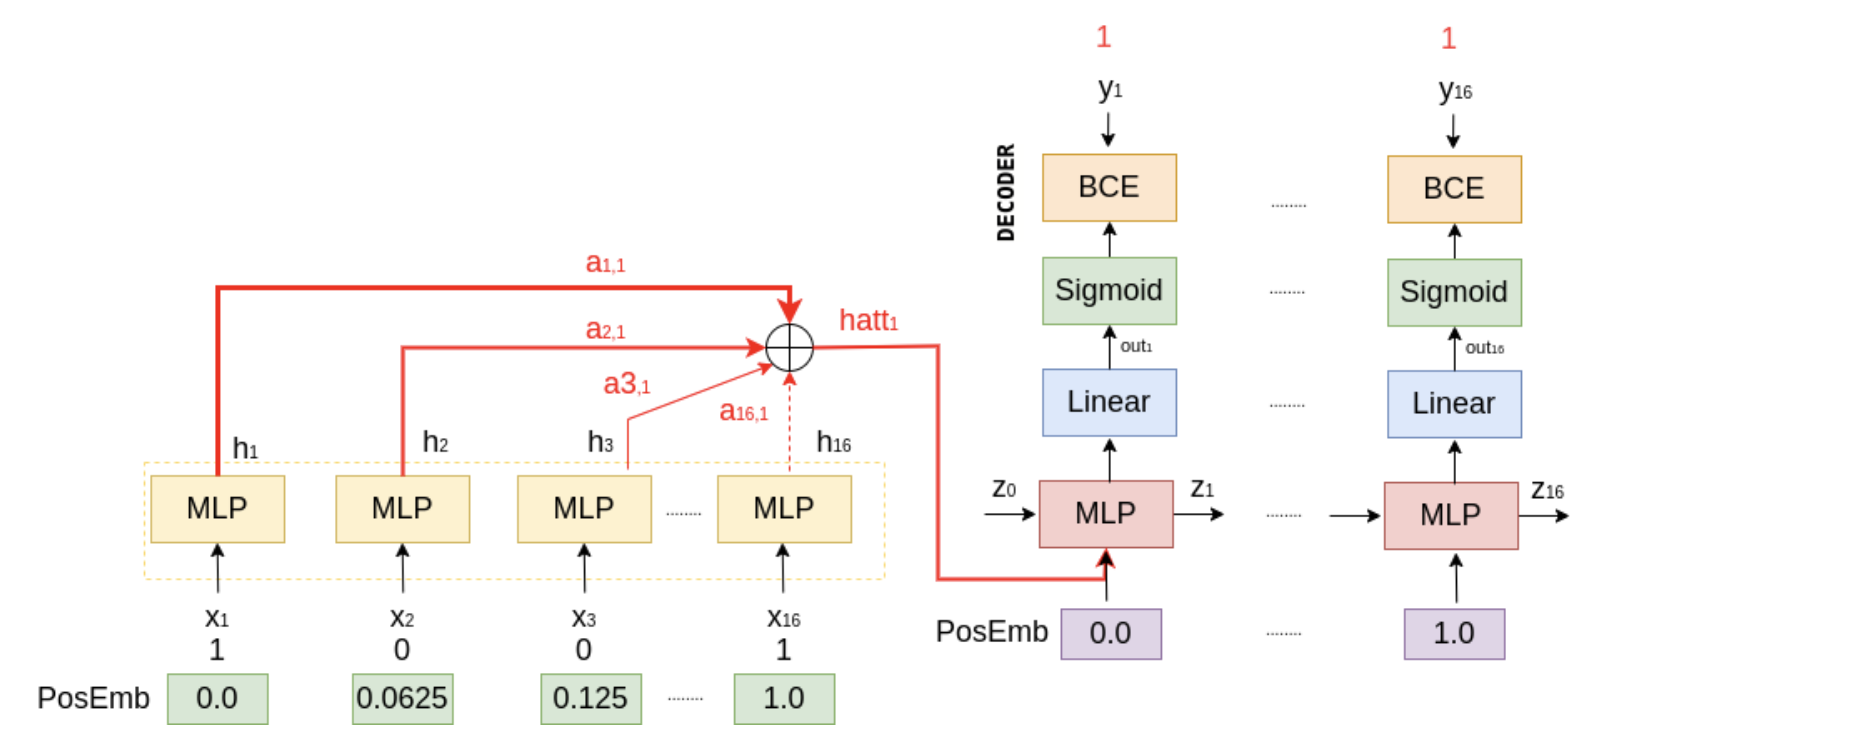 1 1
y1 y16
DECODER
BCE ........ BCE
Sigmoid ........ Sigmoid
out1 out16
Linear ........ Linear
z0 MLP z1 ........ MLP z16
PosEmb 0.0 ........ 1.0
a1,1
a2,1
hatt1
a3,1
a16,1
h1 h2 h3 h16
MLP MLP MLP ........ MLP
x1 x2 x3 x16
1 0 0 1
PosEmb 0.0 0.0625 0.125 ........ 1.0